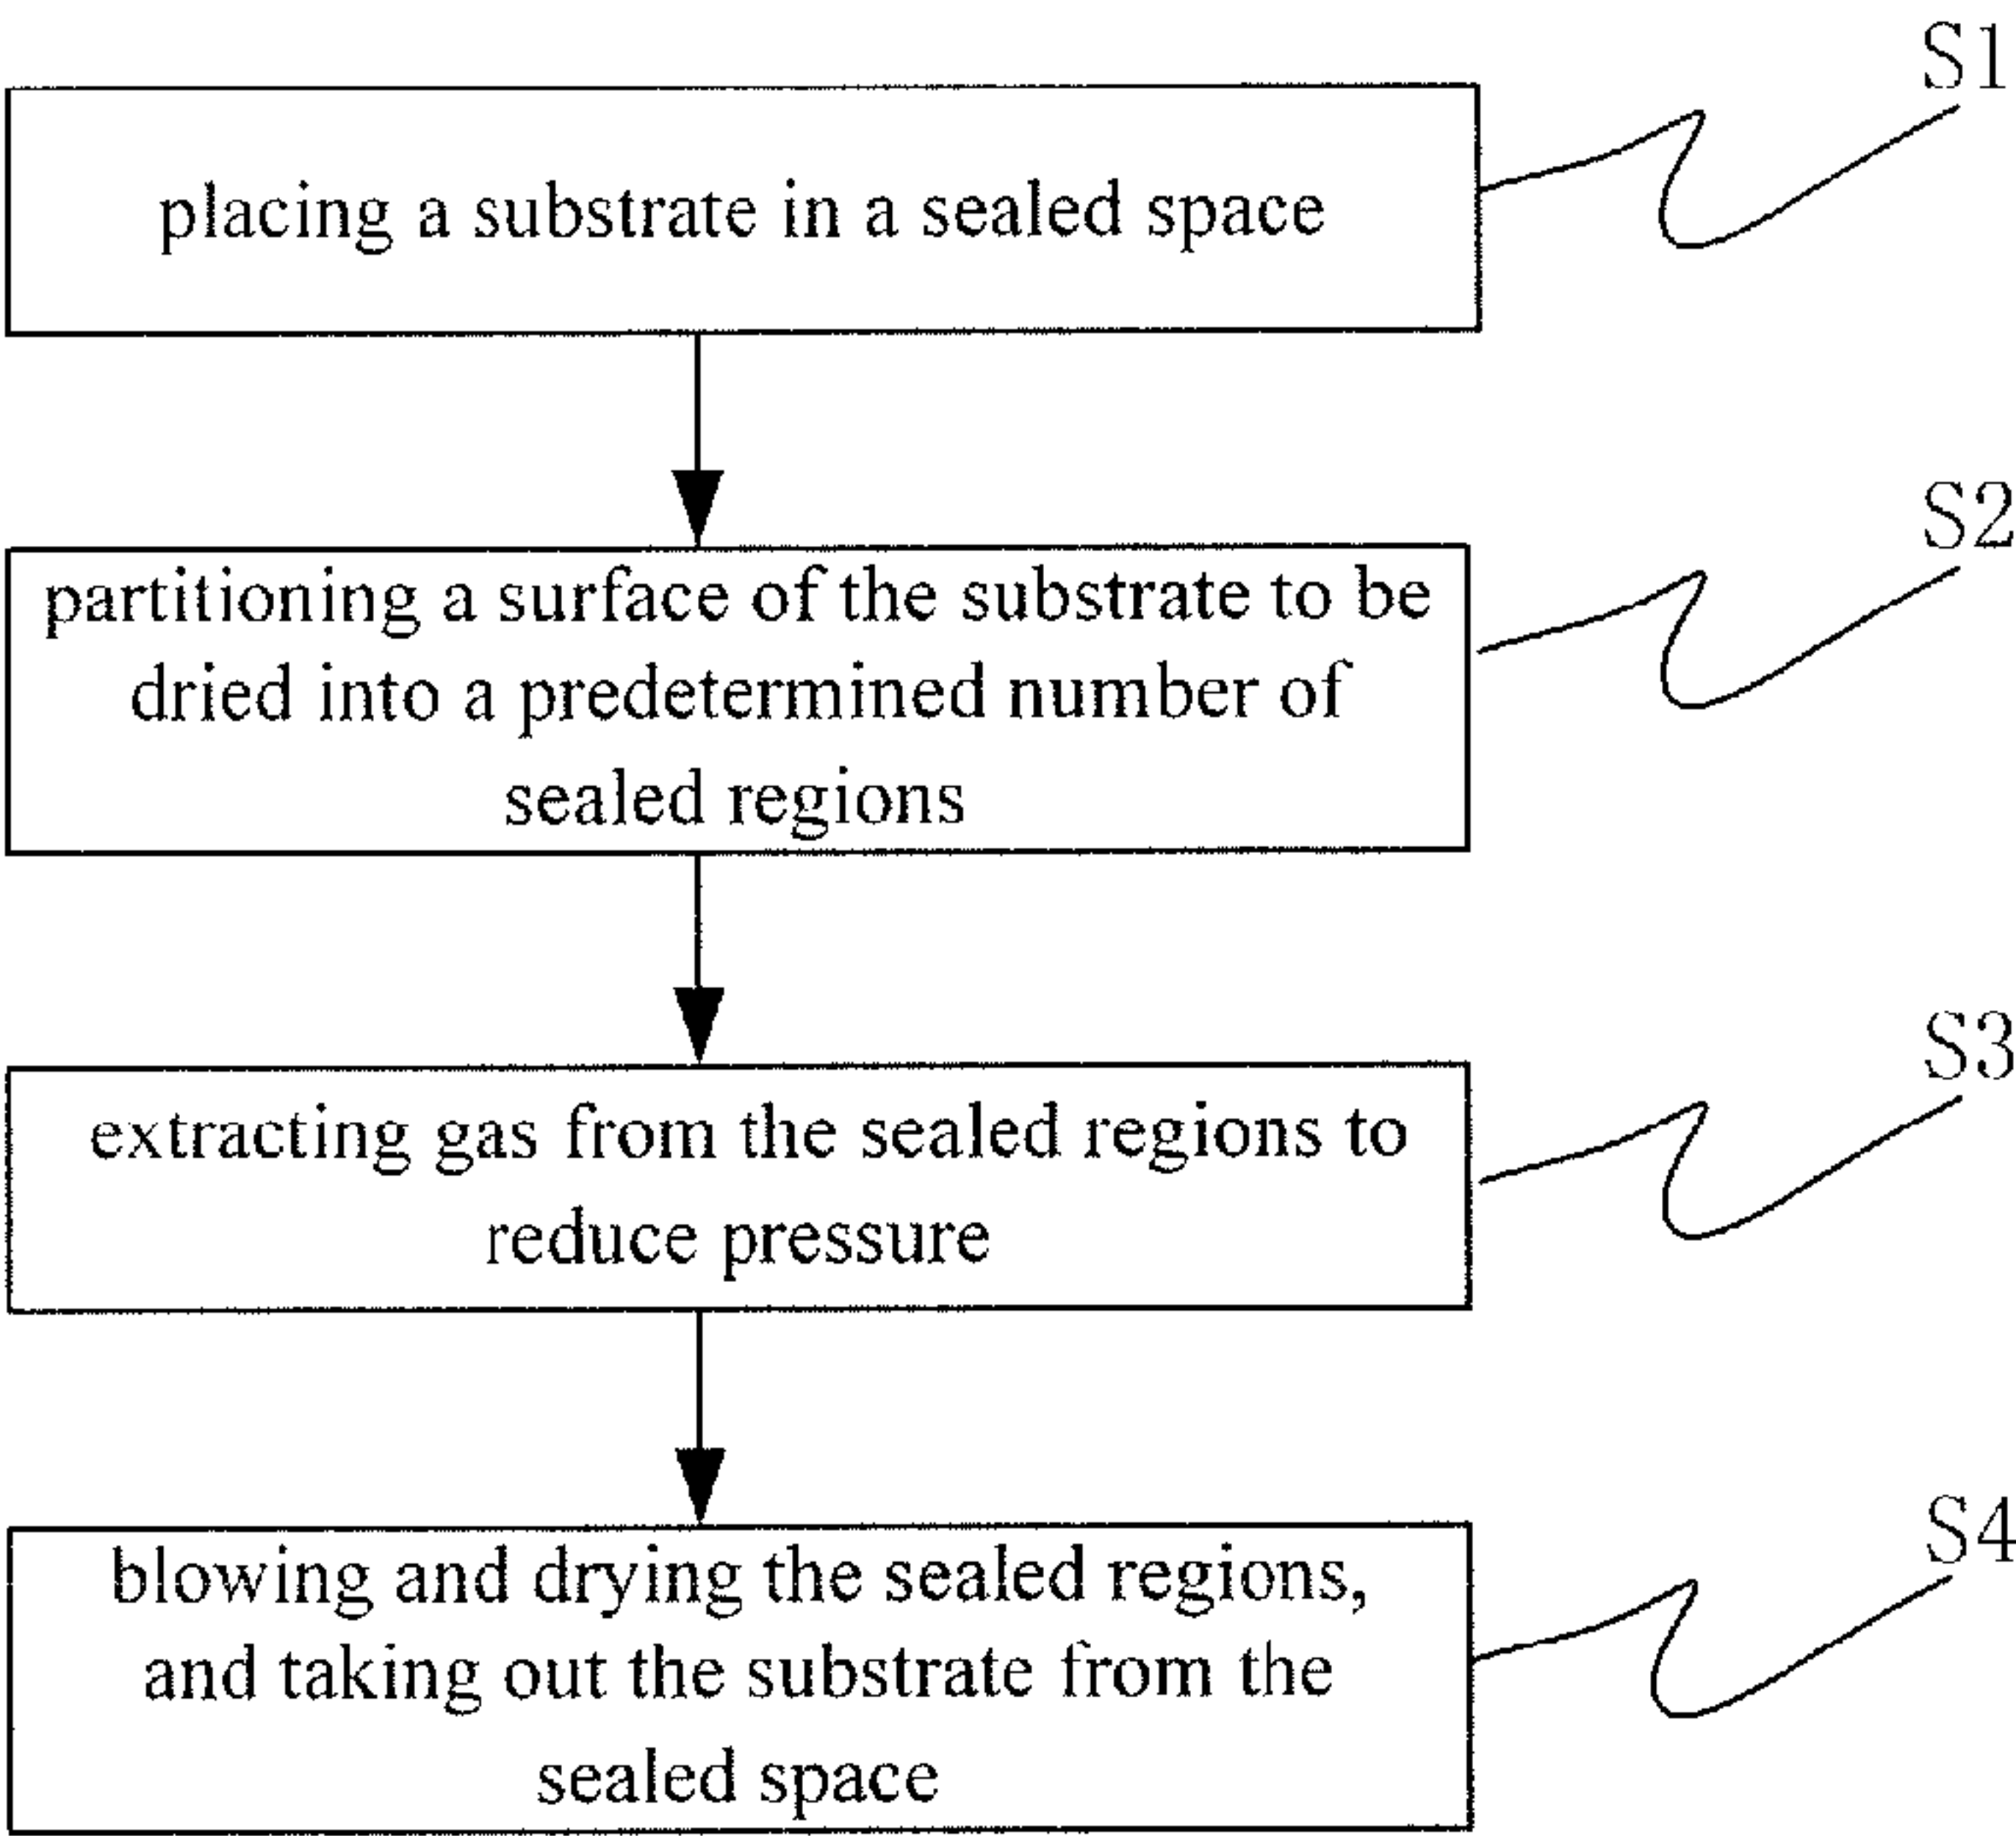 S1
placing a substrate in a sealed space
S2
partitioning a surface of the substrate to be
dried into a predetermined number of
sealed regions
S3
extracting gas from the sealed regions to
reduce pressure
S4
blowing and drying the sealed regions,
and taking out the substrate from the
sealed space